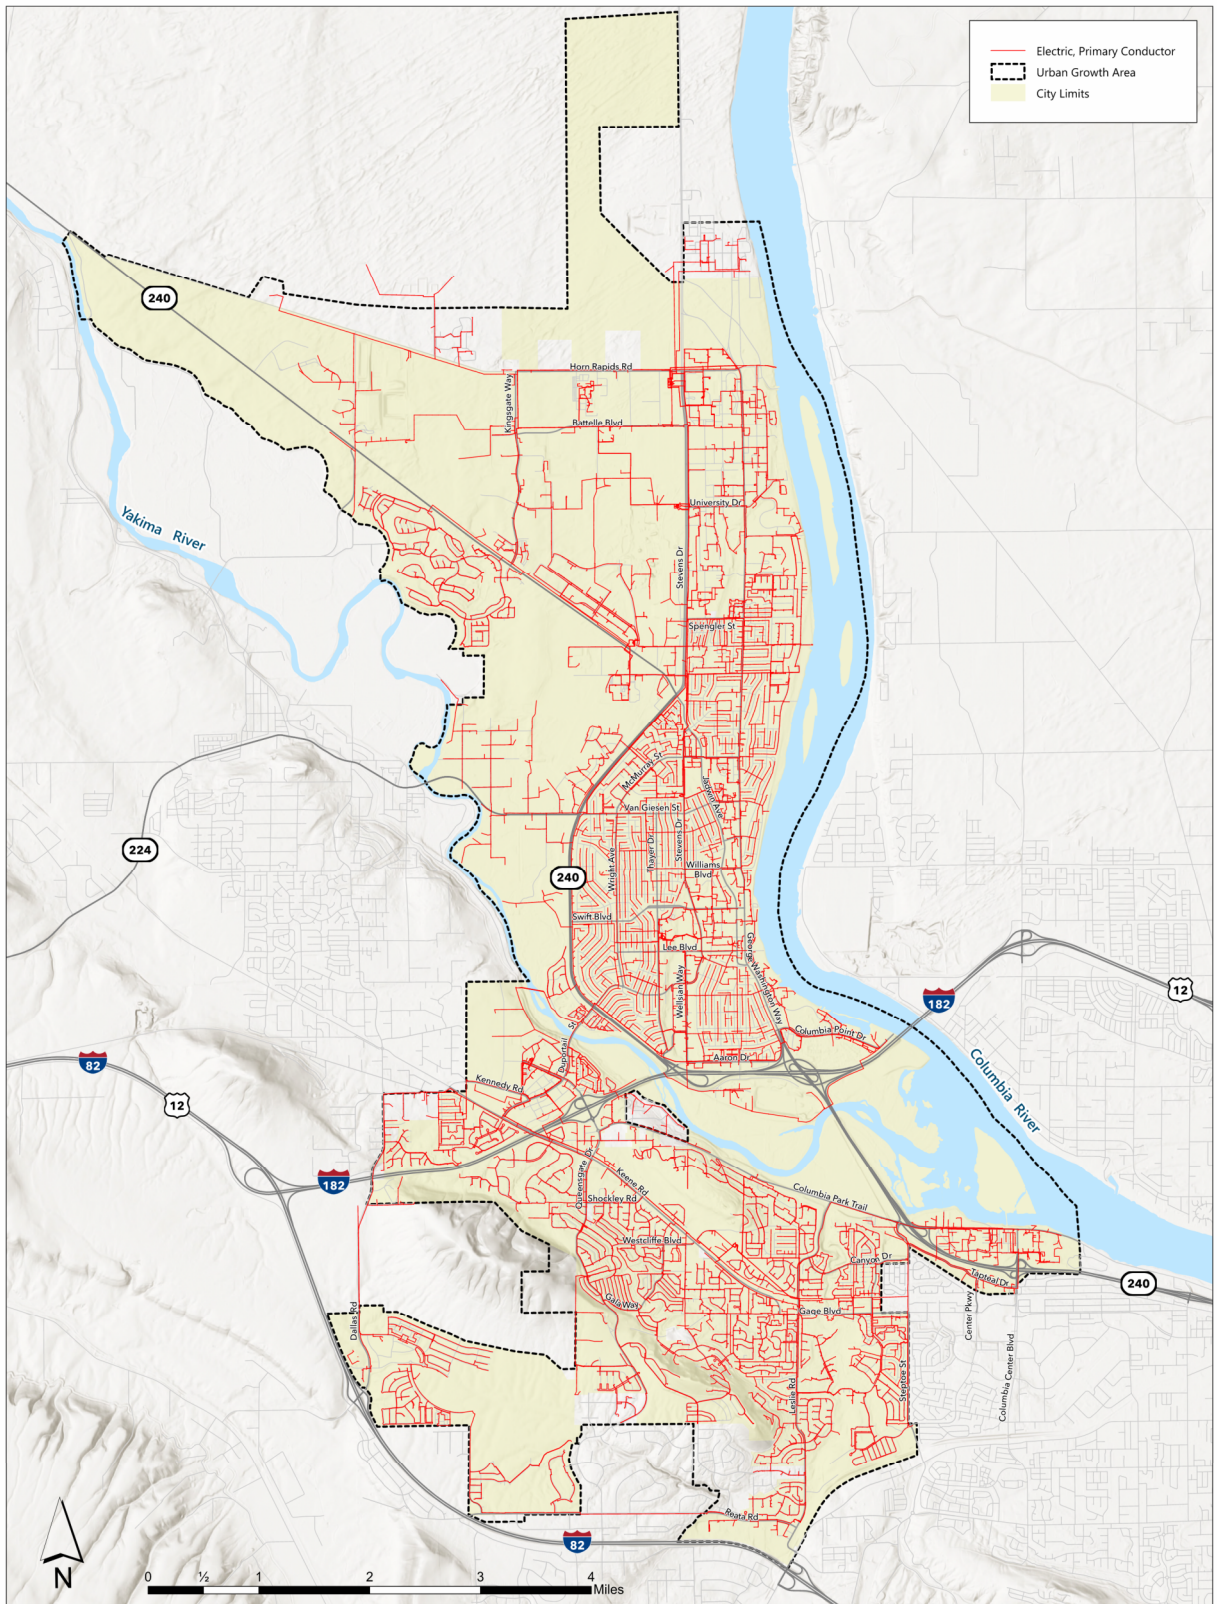 Electric, Primary Conductor
Urban Growth Area
City Limits
240
Horn Rapids Rd
Kingsgate Way
Battelle Blvd
University Dr
Yakima River
Stevens Dr
Spengler St
McMurray St
Jadwin Ave
Van Giesen St
224
Thayer Dr
Stevens Dr
Wright Ave
Williams
Blvd
240
Swift Blvd
Lee Blvd
George Washington Way
Wellsian Way
12
182
Columbia Point Dr
Duportail St
Aaron Dr
82
Columbia River
Kennedy Rd
12
182
Queensgate Dr
Keene Rd
Shockley Rd
Columbia Park Trail
Westcliffe Blvd
Canyon Dr
Tapteal Dr
240
Gala Way
Gage Blvd
Dallas Rd
Center Pkwy
Columbia Center Blvd
Steptoe St
Leslie Rd
Reata Rd
82
N
0 ½ 1 2 3 4
Miles